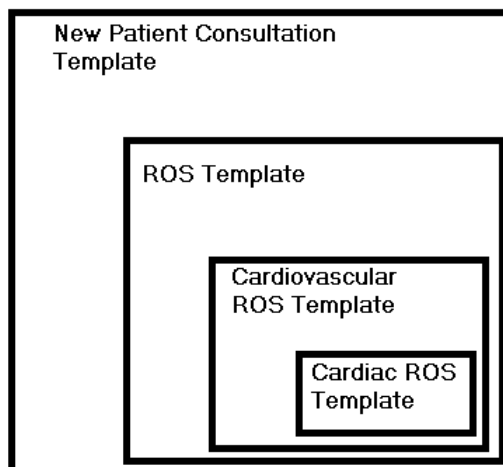 New Patient Consultation
Template
ROS Template
Cardiovascular
ROS Template
Cardiac ROS
Template